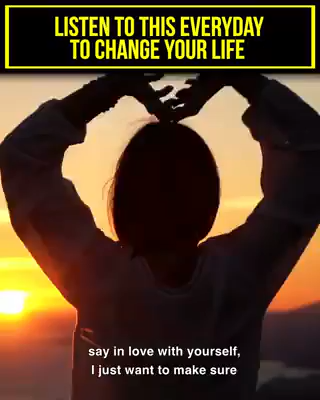 LISTEN TO THIS EVERYDAY
TO CHANGE YOUR LIFE
say in love with yourself,
I just want to make sure